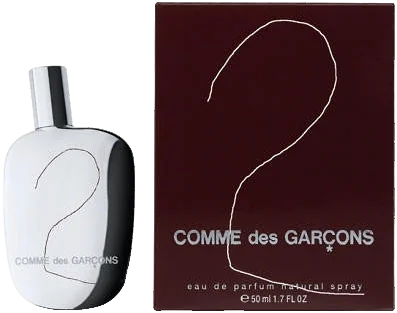 2
COMME des GARÇONS
*
2
COMME des GARÇONS
*
eau de parfum natural spray
e 50 ml 1.7 FL OZ